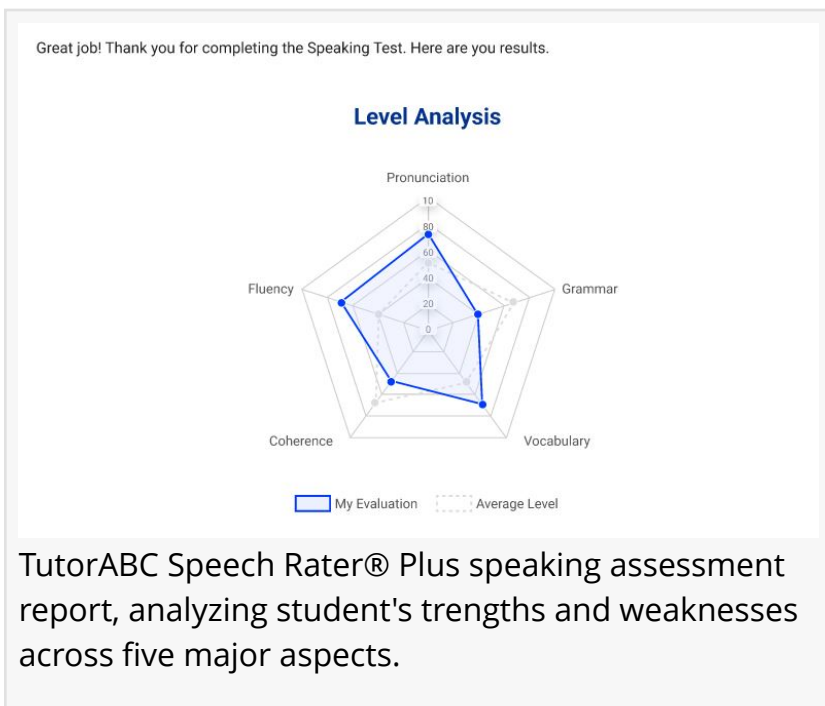 Great job! Thank you for completing the Speaking Test. Here are you results.
Level Analysis
Pronunciation
10
80
60
40
20
0
Fluency
Grammar
Coherence
Vocabulary
My Evaluation
Average Level
TutorABC Speech Rater® Plus speaking assessment
report, analyzing student's trengths and weaknesses
across five major aspects.